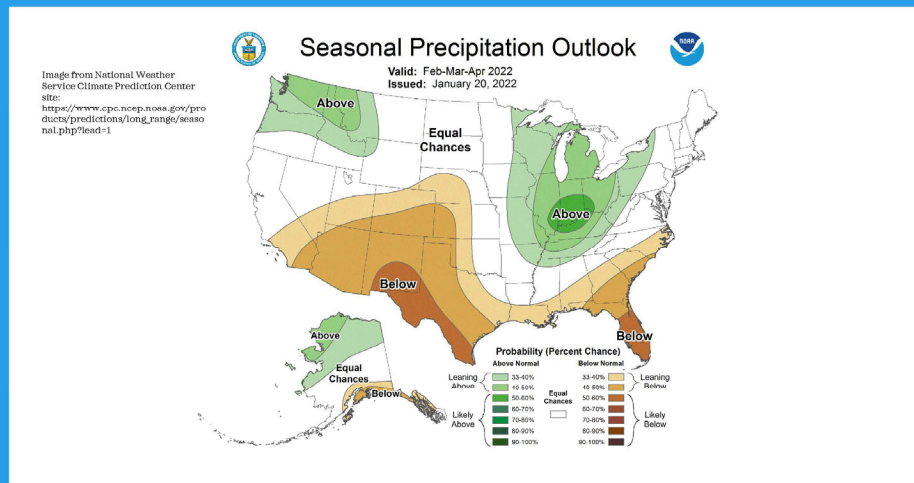 Seasonal Precipitation Outlook
NOAA
Valid: Feb-Mar-Apr 2022
Issued: January 20, 2022
Image from National Weather
Service Climate Prediction Center
site:
https://www.cpc.ncep.noaa.gov/pro
ducts/predictions/long_range/seaso
nal.php?lead=1
Above
Equal
Chances
Above
Below
Below
Above
Equal
Chances
Below
Probability (Percent Chance)
Above Normal
Below Normal
Leaning
Above
33-40%
40-50%
Likely
Above
50-60%
60-70%
70-80%
80-90%
90-100%
Equal
Chances
33-40%
40-50%
Leaning
Below
50-60%
60-70%
70-80%
80-90%
90-100%
Likely
Below